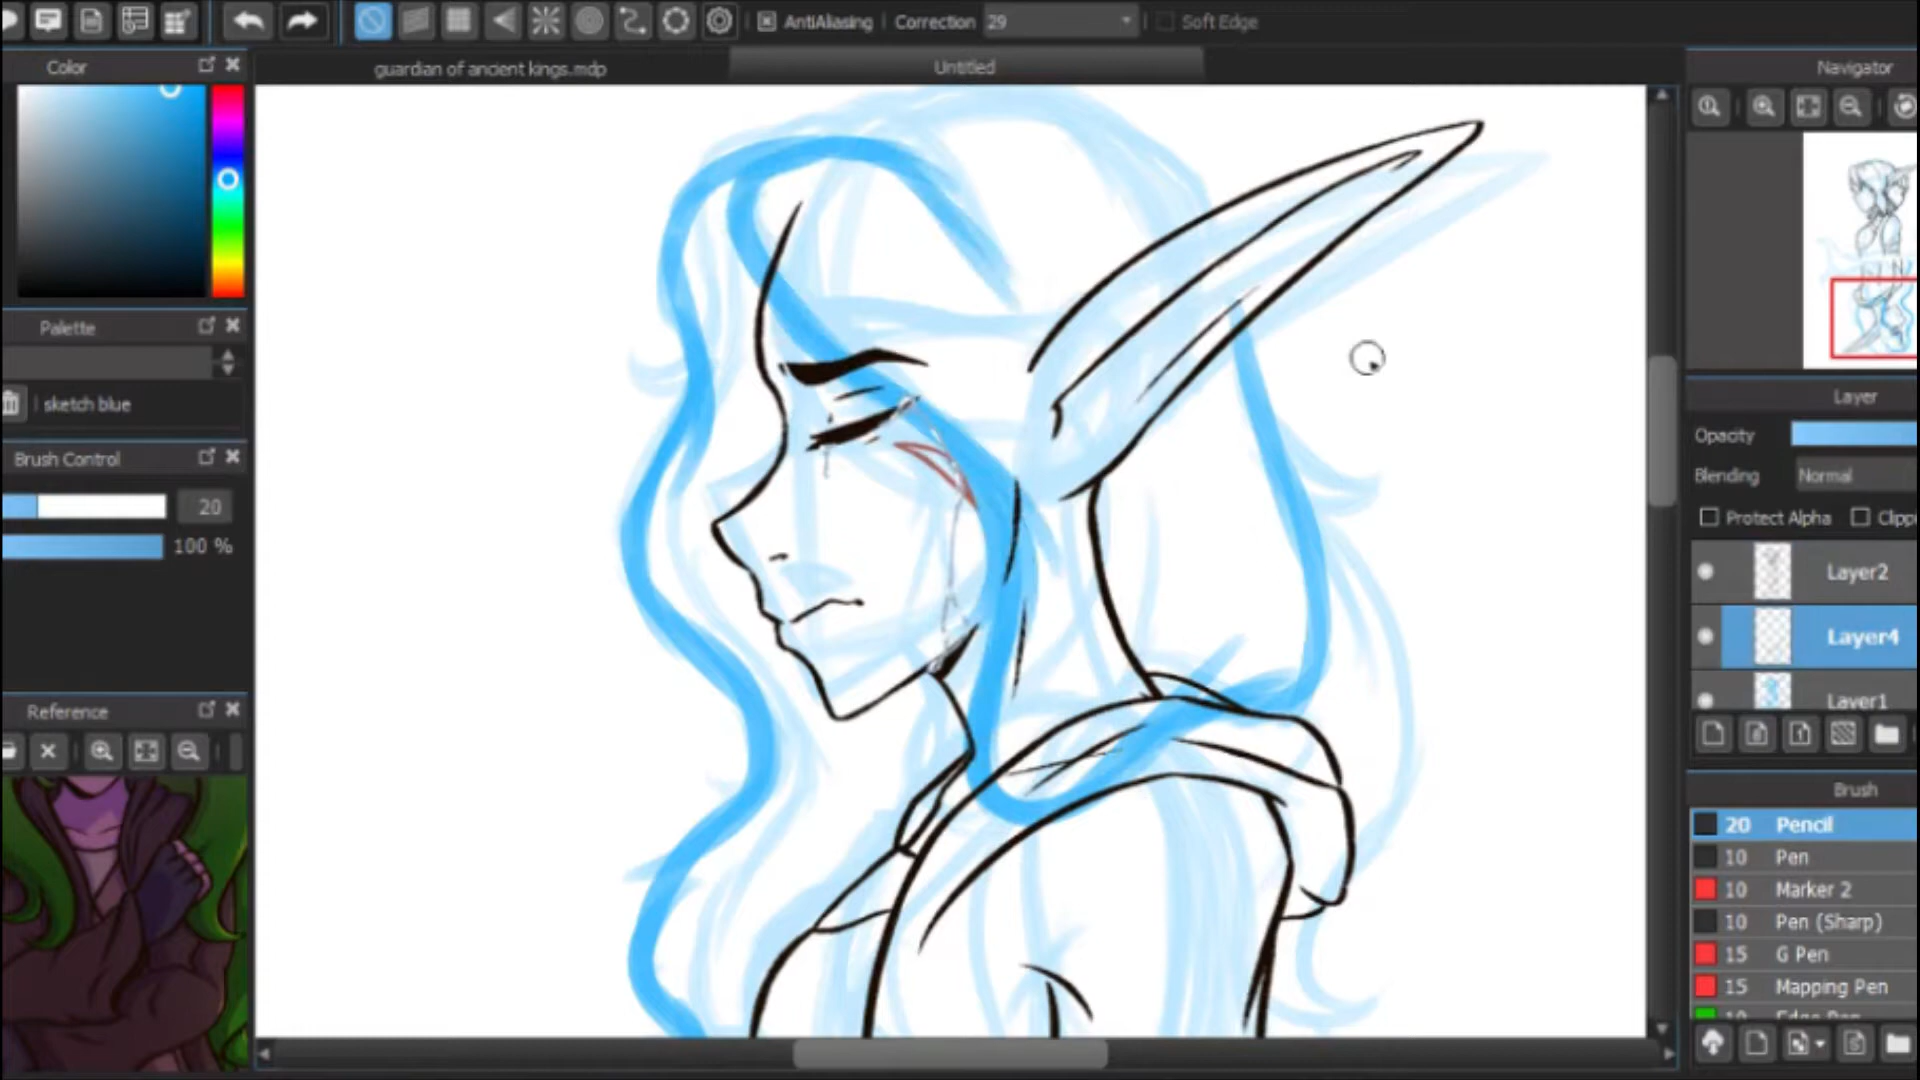 AntiAliasing
Correction 29
Soft Edge
Color
guardian of ancient kings.mdp
Untitled
Navigator
Palette
sketch blue
Brush Control
20
100 %
Reference
Layer
Opacity
Blending Normal
Protect Alpha
Layer2
Layer4
Layer1
Brush
20 Pencil
10 Pen
10 Marker 2
10 Pen (Sharp)
15 G Pen
15 Mapping Pen